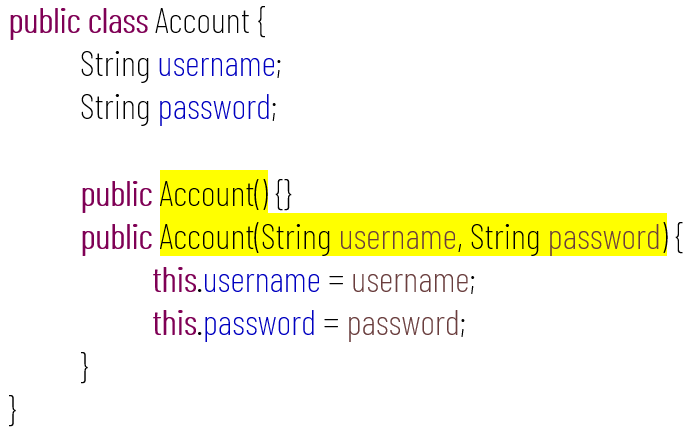 public class Account {
String username;
String password;
public Account() {}
public Account(String username, String password) {
this.username = username;
this.password = password;
}
}